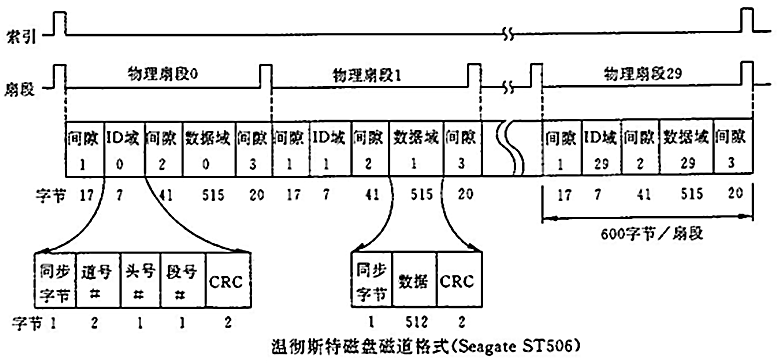 索引
扇段 物理扇段0 物理扇段1 物理扇段29
间隙 ID域 间隙 数据域 间隙 间隙 ID域 间隙 数据域 间隙 间隙 ID域 间隙 数据域 间隙
1 0 2 0 3 1 1 2 1 3 1 29 2 29 3
字节 17 7 41 515 20 17 7 41 515 20 17 7 41 515 20
600字节/扇段
同步 道号 头号 段号 CRC 同步 数据 CRC
字节 # # # 字节
字节 1 2 1 1 2 1 512 2
温彻斯特磁盘磁道格式(Seagate ST506)